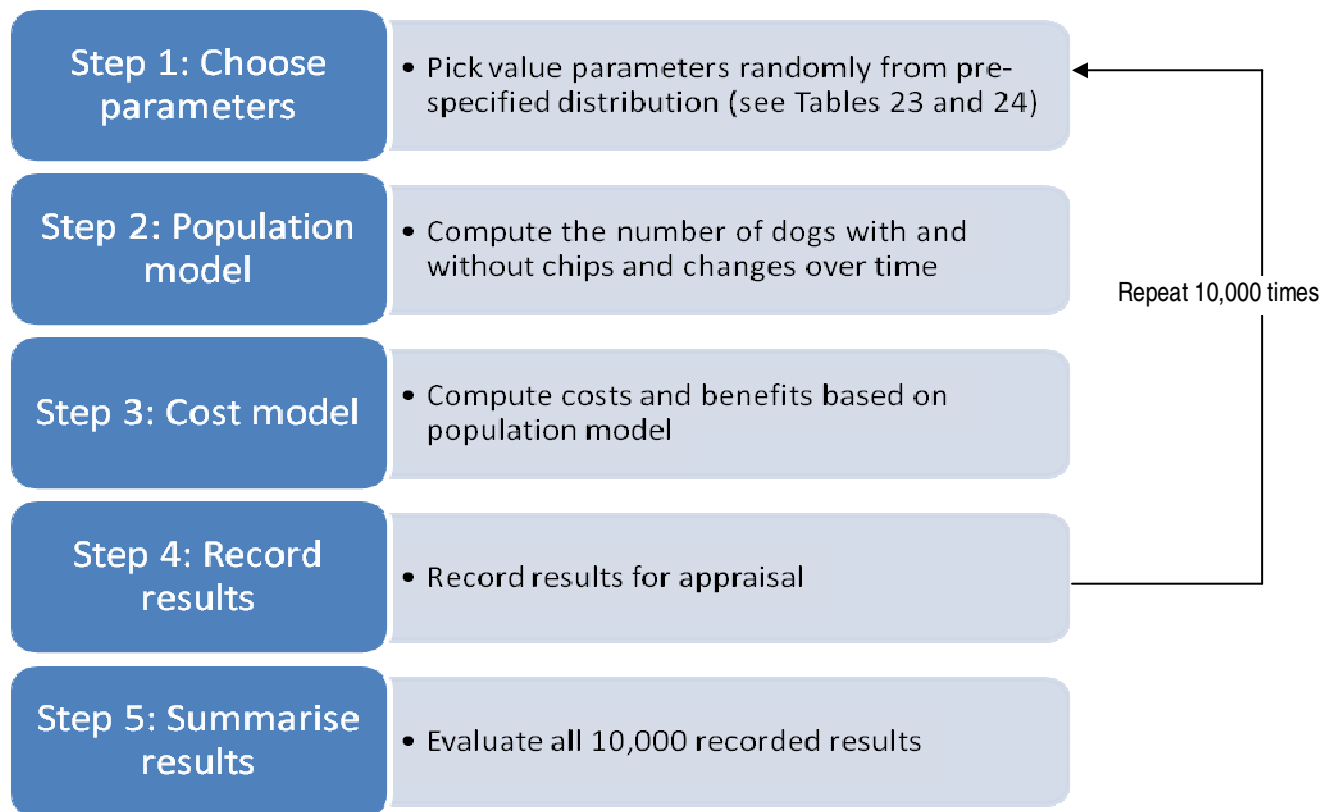 Step 1: Choose
parameters
• Pick value parameters randomly from pre-
specified distribution (see Tables 23 and 24)
Step 2: Population
model
• Compute the number of dogs with and
without chips and changes over time
Repeat 10,000 times
Step 3: Cost model
• Compute costs and benefits based on
population model
Step 4: Record
results
• Record results for appraisal
Step 5: Summarise
results
• Evaluate all 10,000 recorded results